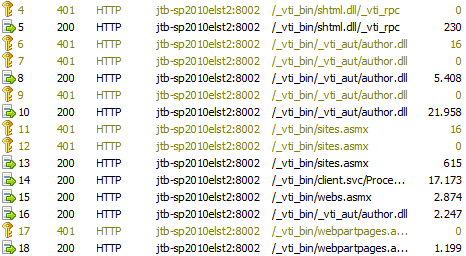 4 401 HTTP jtb-sp2010elst2:8002 /_vti_bin/shtml.dll/_vti_rpc 0
5 200 HTTP jtb-sp2010elst2:8002 /_vti_bin/shtml.dll/_vti_rpc 230
6 401 HTTP jtb-sp2010elst2:8002 /_vti_bin/_vti_aut/author.dll 16
7 401 HTTP jtb-sp2010elst2:8002 /_vti_bin/_vti_aut/author.dll 0
8 200 HTTP jtb-sp2010elst2:8002 /_vti_bin/_vti_aut/author.dll 5.408
9 401 HTTP jtb-sp2010elst2:8002 /_vti_bin/_vti_aut/author.dll 0
10 200 HTTP jtb-sp2010elst2:8002 /_vti_bin/_vti_aut/author.dll 21.958
11 401 HTTP jtb-sp2010elst2:8002 /_vti_bin/sites.asmx 16
12 401 HTTP jtb-sp2010elst2:8002 /_vti_bin/sites.asmx 0
13 200 HTTP jtb-sp2010elst2:8002 /_vti_bin/sites.asmx 615
14 200 HTTP jtb-sp2010elst2:8002 /_vti_bin/client.svc/Proce... 17.173
15 200 HTTP jtb-sp2010elst2:8002 /_vti_bin/webs.asmx 2.874
16 200 HTTP jtb-sp2010elst2:8002 /_vti_bin/_vti_aut/author.dll 2.247
17 401 HTTP jtb-sp2010elst2:8002 /_vti_bin/webpartpages.a... 0
18 200 HTTP jtb-sp2010elst2:8002 /_vti_bin/webpartpages.a... 1.199